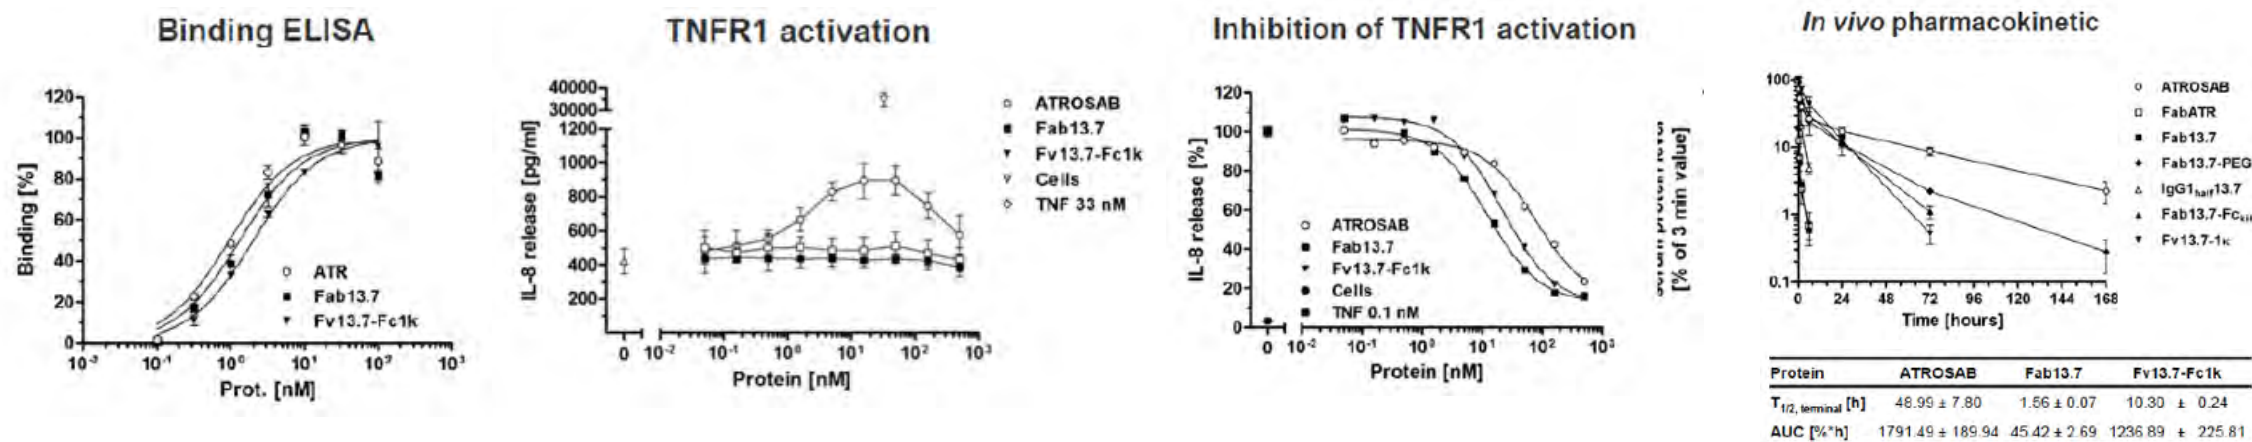 Binding ELISA
120
100
80
60
40
20
0
Binding [%]
ATR
Fab13.7
Fv13.7-Fc1k
10-3 10-1 100 101 102 103
Prot. [nM]
TNFR1 activation
40000
30000
1200
1000
800
600
400
200
IL-8 release [pg/ml]
ATROSAB
Fab13.7
Fv13.7-Fc1k
Cells
TNF 33 nM
0 10-2 10-1 100 101 102 103
Protein [nM]
Inhibition of TNFR1 activation
120
100
80
60
40
20
0
IL-8 release [%]
ATROSAB
Fab13.7
Fv13.7-Fc1k
Cells
TNF 0.1 nM
0 10-2 10-1 100 101 102 103
Protein [nM]
In vivo pharmacokinetic
[% of 3 min value]
100
10
1
0.1
0 24 48 72 96 120 144 168
Time [hours]
ATROSAB
FabATR
Fab13.7
Fab13.7-PEG
IgG1half13.7
Fv13.7-1κ
Protein ATROSAB Fab13.7 Fv13.7-Fc1k
T1/2, terminal [h] 48.99 ± 7.80 1.56 ± 0.07 10.30 ± 0.24
AUC [%*h] 1791.49 ± 189.94 45.42 ± 2.69 1236.89 ± 225.81